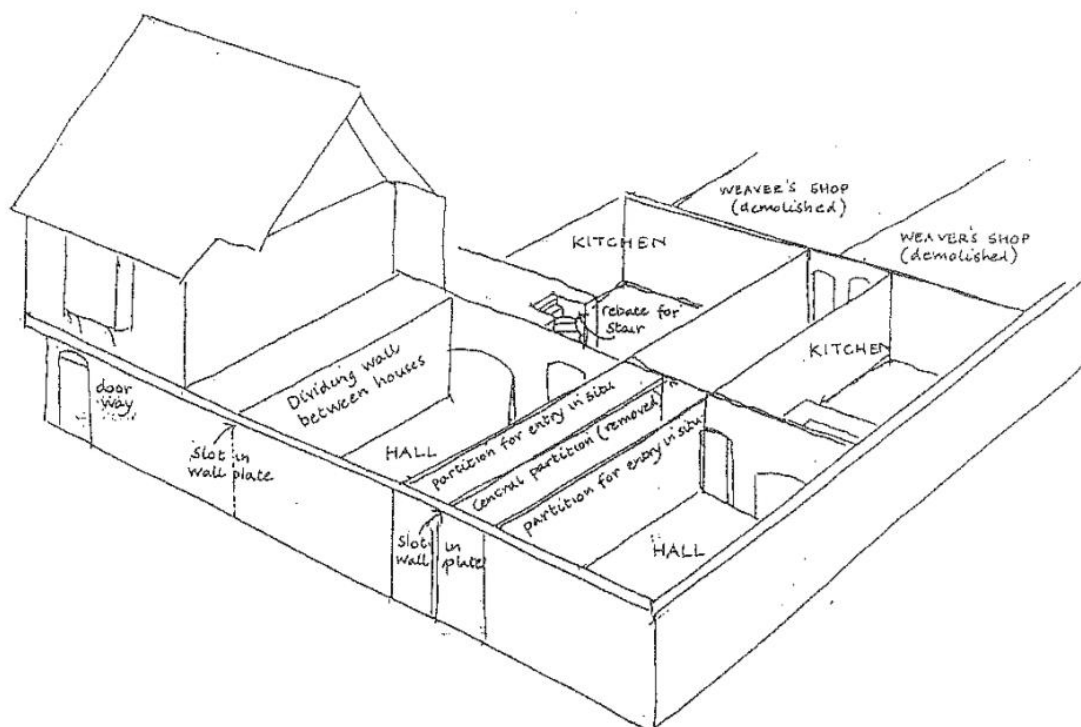 WEAVER'S SHOP
(demolished)
WEAVER'S SHOP
(demolished)
KITCHEN
rebate for
stair
KITCHEN
Dividing wall
between houses
door
way
HALL
partition for entry in situ
Central partition (removed)
partition for entry in situ
Slot in
wall plate
Slot in
wall plate
HALL